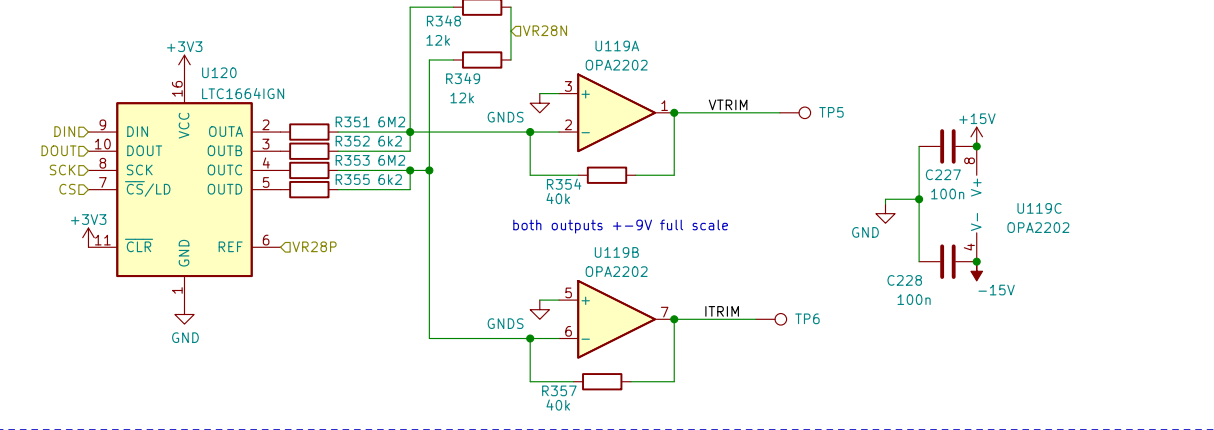 R348
12k
VR28N
R349
12k
+3V3
16
U120
LTC1664IGN
VCC
DIN
9
DIN
DOUT
10
DOUT
SCK
8
SCK
CS
7
CS/LD
+3V3
11
CLR
GND
1
GND
OUTA
2
R351 6M2
OUTB
3
R352 6k2
OUTC
4
R353 6M2
OUTD
5
R355 6k2
REF
6
VR28P
U119A
OPA2202
3
+
GNDS
2
-
1
VTRIM
TP5
R354
40k
both outputs +-9V full scale
U119B
OPA2202
5
+
GNDS
6
-
7
ITRIM
TP6
R357
40k
+15V
8
V+
C227
100n
GND
V-
4
U119C
OPA2202
C228
100n
-15V